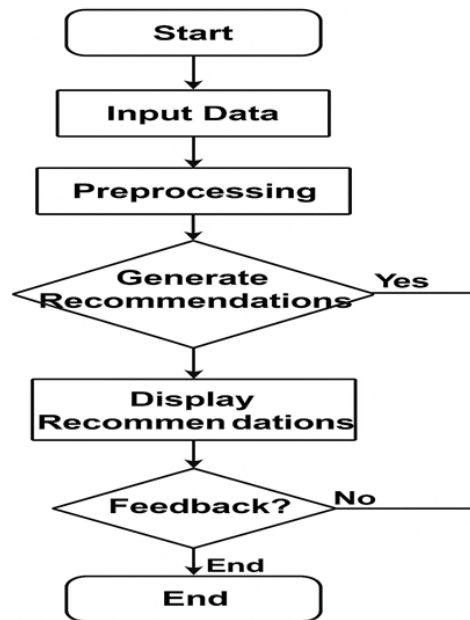 Start
Input Data
Preprocessing
Generate
Recommendations
Yes
Display
Recommen dations
Feedback?
No
End
End